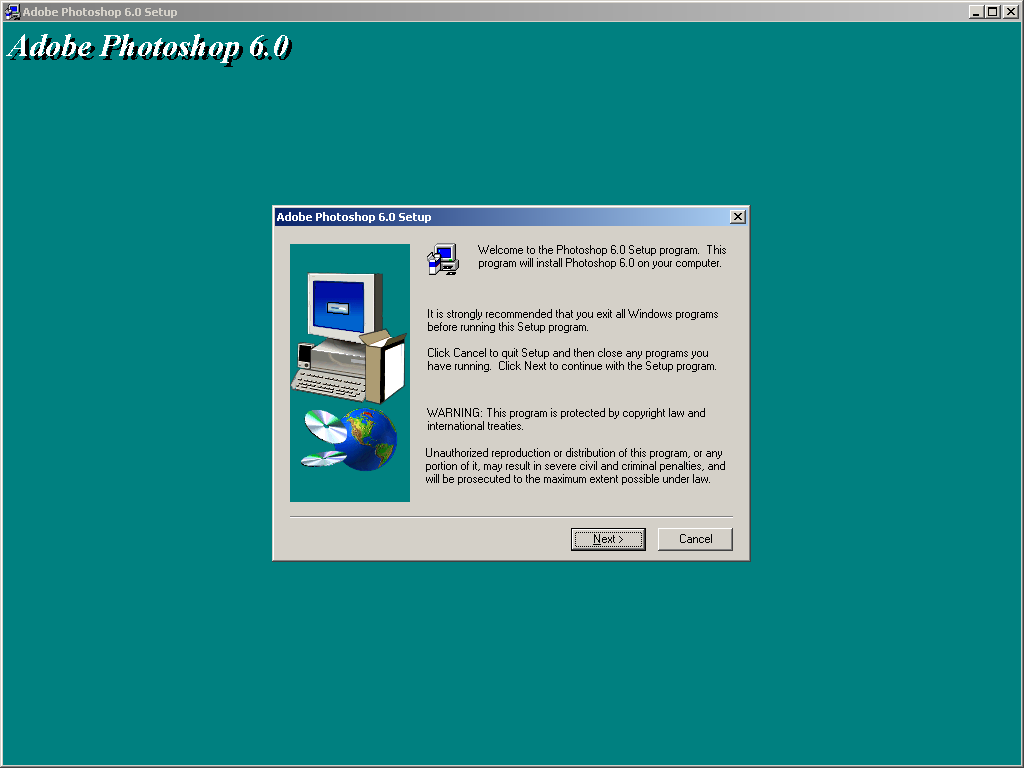 Adobe Photoshop 6.0 Setup
Adobe Photoshop 6.0
Adobe Photoshop 6.0 Setup
Welcome to the Photoshop 6.0 Setup program. This
program will install Photoshop 6.0 on your computer.
It is strongly recommended that you exit all Windows programs
before running this Setup program.
Click Cancel to quit Setup and then close any programs you
have running. Click Next to continue with the Setup program.
WARNING: This program is protected by copyright law and
international treaties.
Unauthorized reproduction or distribution of this program, or any
portion of it, may result in severe civil and criminal penalties, and
will be prosecuted to the maximum extent possible under law.
Next >
Cancel